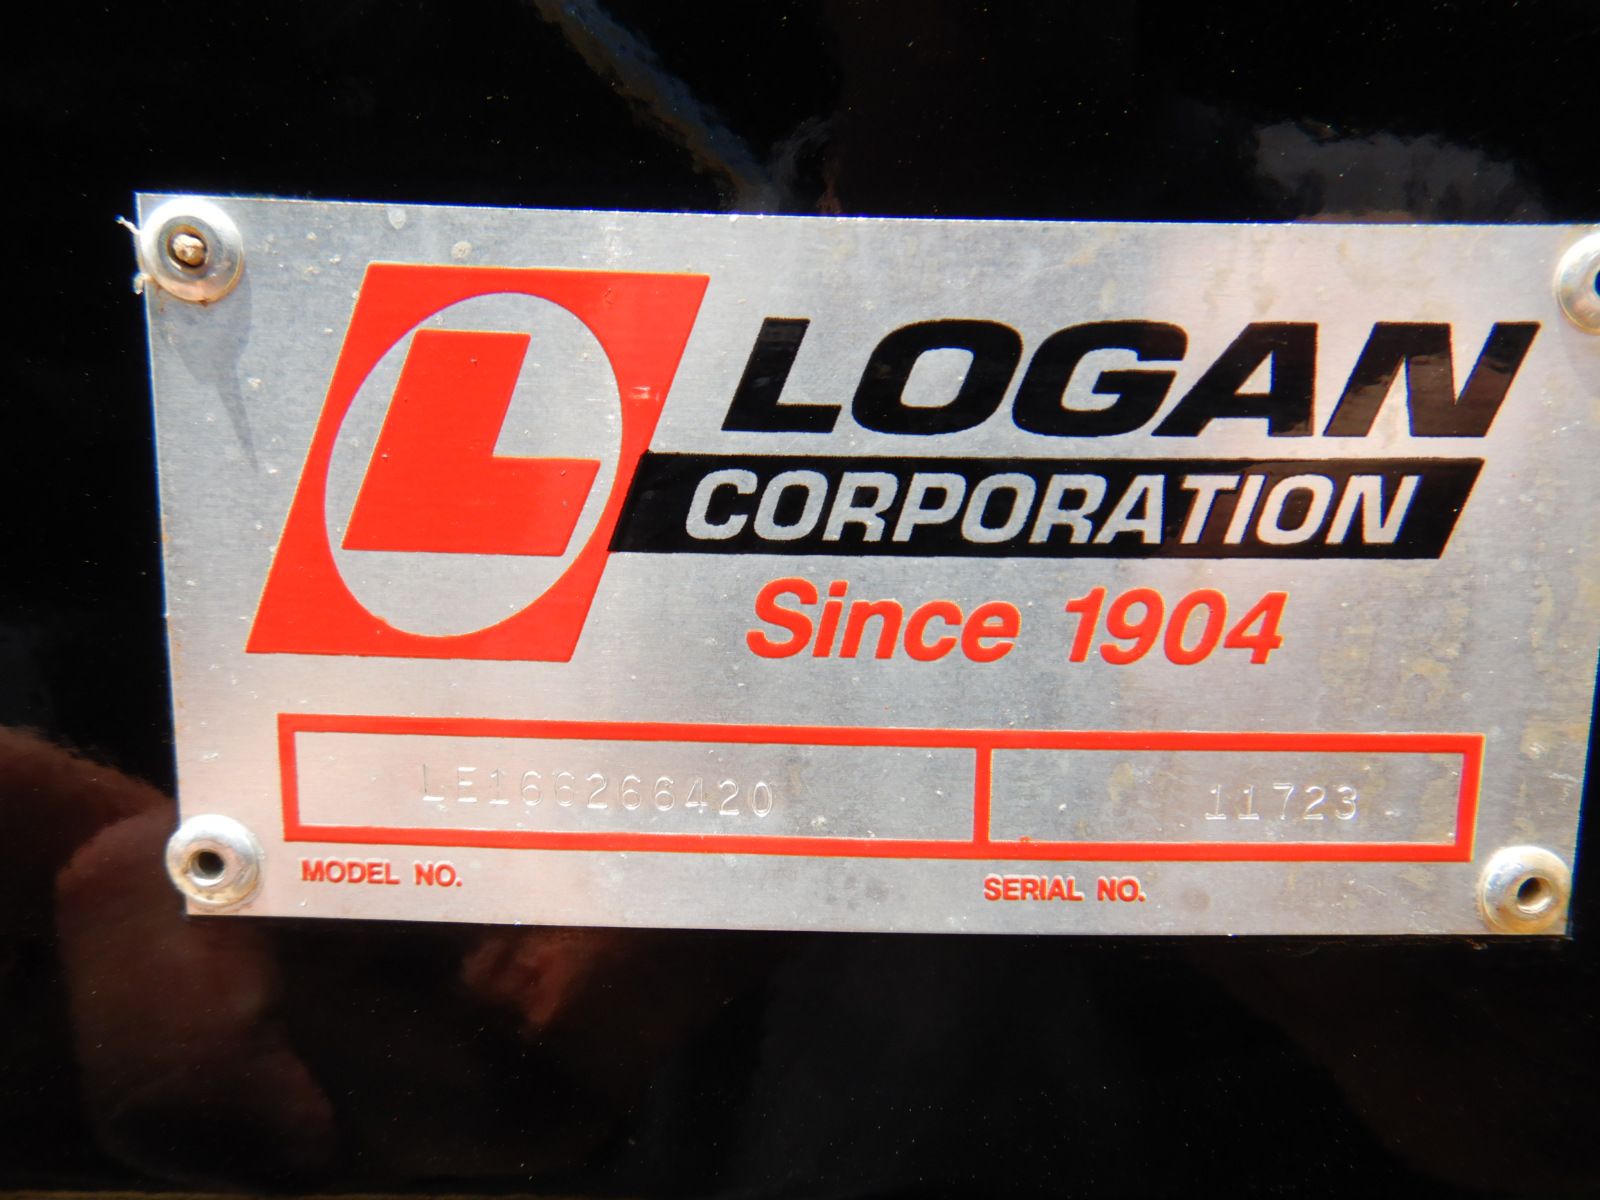 L
LOGAN
CORPORATION
Since 1904
LE166266420 11723
MODEL NO. SERIAL NO.